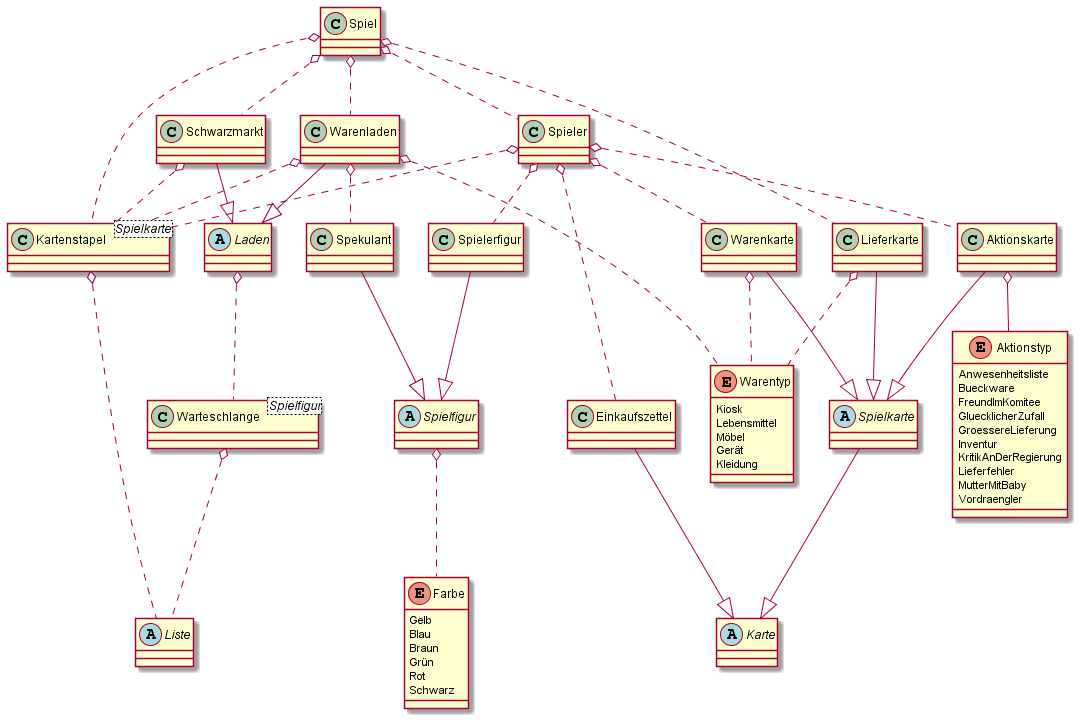 C Spiel
C Schwarzmarkt
C Warenladen
C Spieler
C Kartenstapel
Spielkarte
A Laden
C Spekulant
C Spielerfigur
C Warenkarte
C Lieferkarte
C Aktionskarte
E Aktionstyp
Anwesenheitsliste
Bueckware
FreundImKomitee
GluecklicherZufall
GroessereLieferung
Inventur
KritikAnDerRegierung
Lieferfehler
MutterMitBaby
Vordraengler
E Warentyp
Kiosk
Lebensmittel
Möbel
Gerät
Kleidung
C Warteschlange
Spielfigur
A Spielfigur
C Einkaufszettel
A Spielkarte
E Farbe
Gelb
Blau
Braun
Grün
Rot
Schwarz
A Liste
A Karte